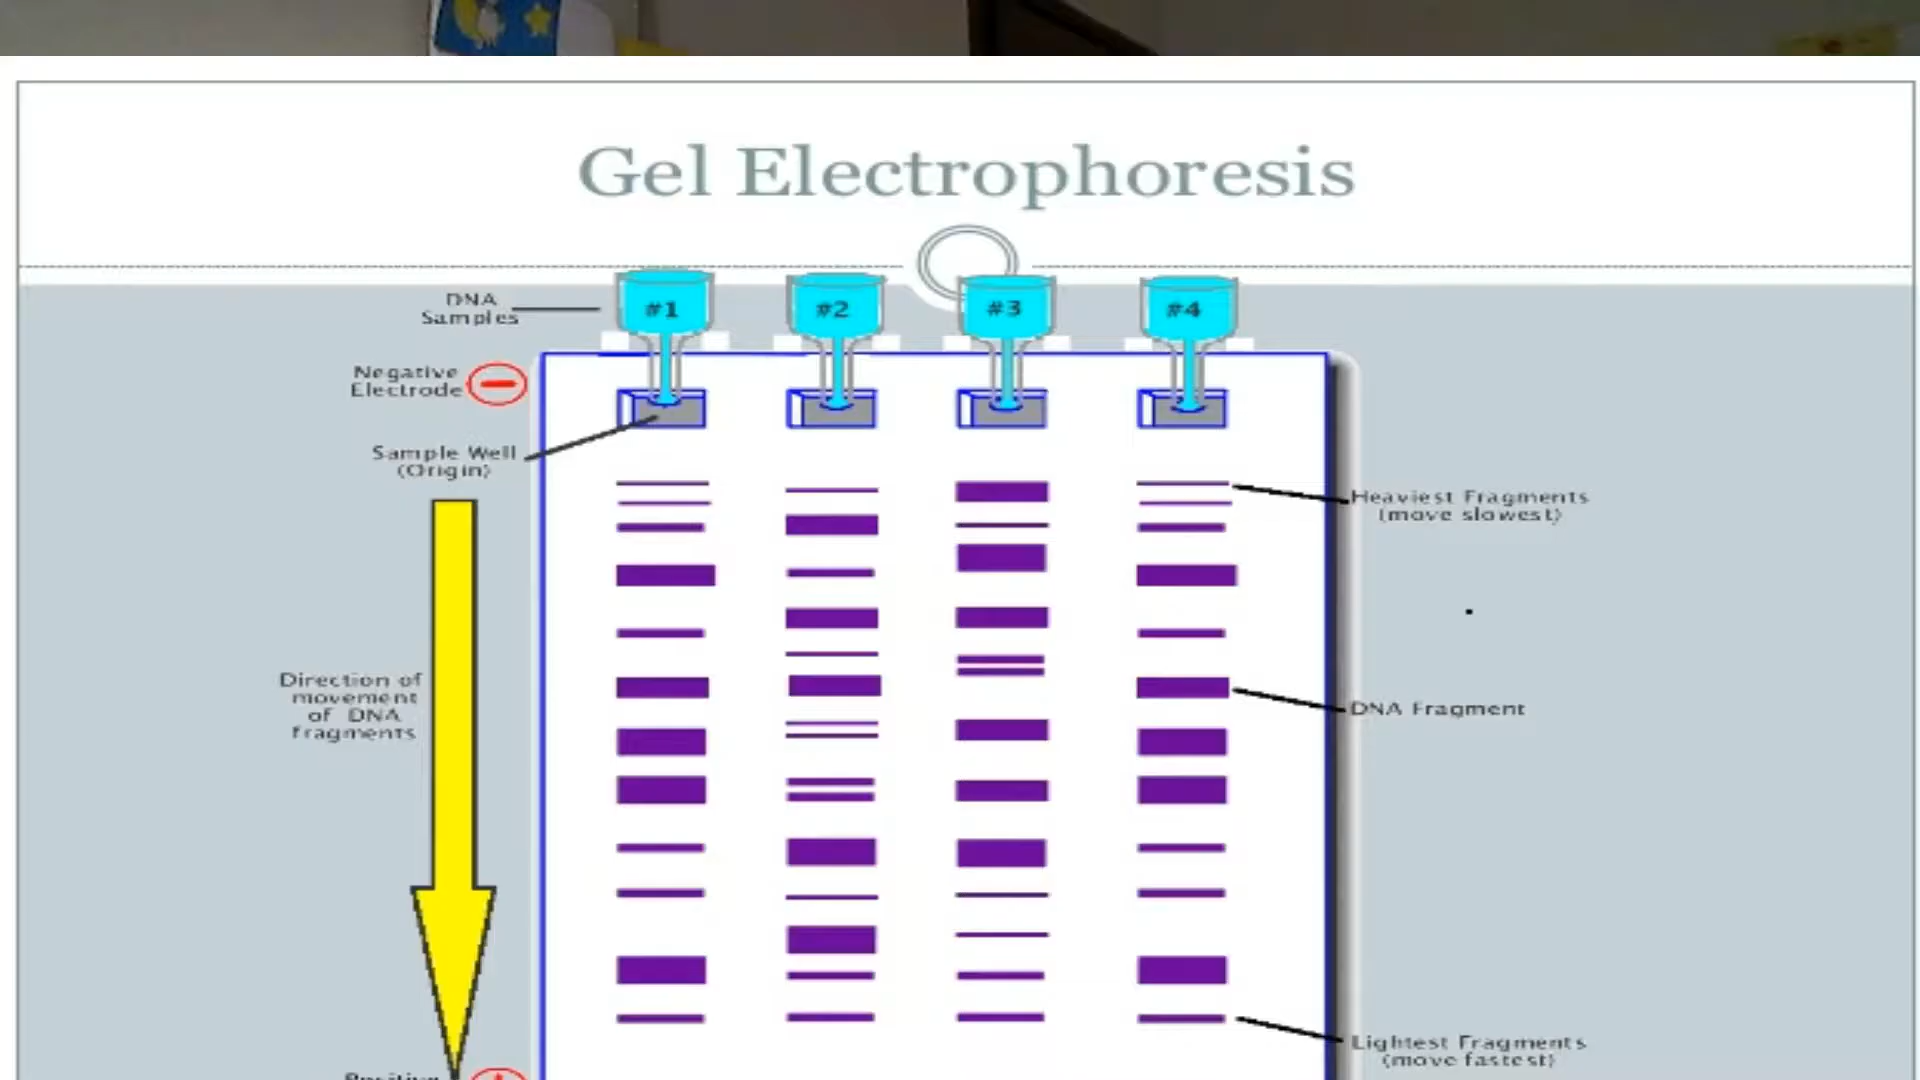 Gel Electrophoresis
DNA
Samples
#1
#2
#3
#4
Negative
Electrode
Sample Well
(Origin)
Heaviest Fragments
(move slowest)
Direction of
movement
of DNA
fragments
DNA Fragment
Lightest Fragments
(move fastest)
Positive